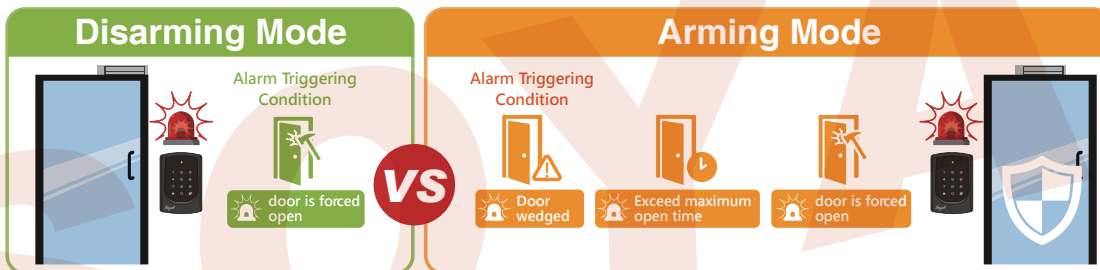 Disarming Mode
Alarm Triggering
Condition
door is forced
open
VS
Arming Mode
Alarm Triggering
Condition
Door
wedged
Exceed maximum
open time
door is forced
open
SOYA